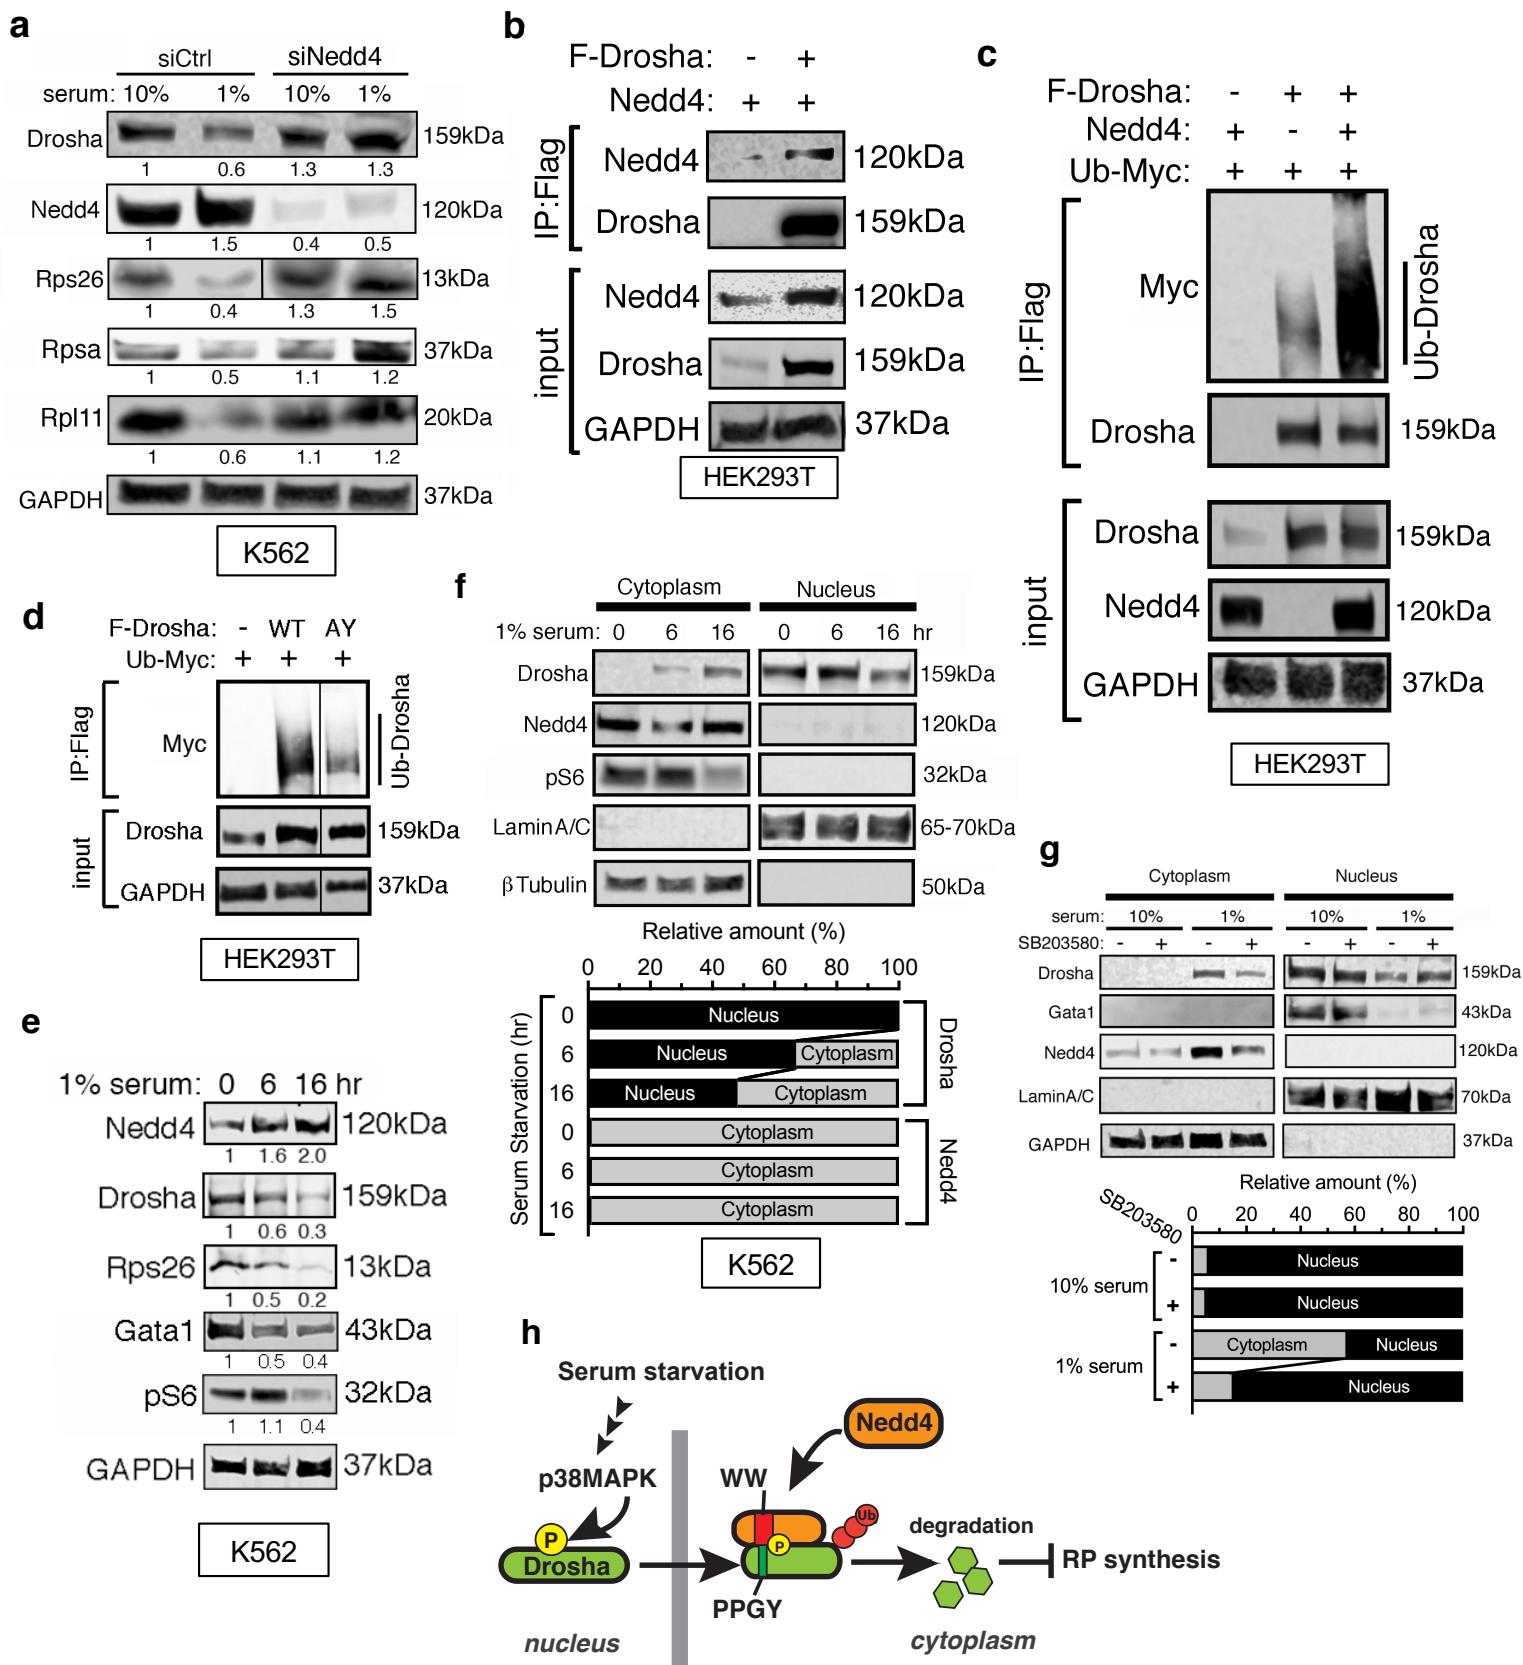 a
siCtrl siNedd4
serum: 10% 1% 10% 1%
Drosha 159kDa
1 0.6 1.3 1.3
Nedd4 120kDa
1 1.5 0.4 0.5
Rps26 13kDa
1 0.4 1.3 1.5
Rpsa 37kDa
1 0.5 1.1 1.2
Rpl11 20kDa
1 0.6 1.1 1.2
GAPDH 37kDa
K562
b
F-Drosha: - +
Nedd4: + +
IP:Flag
Nedd4 120kDa
Drosha 159kDa
input
Nedd4 120kDa
Drosha 159kDa
GAPDH 37kDa
HEK293T
c
F-Drosha: - + +
Nedd4: + - +
Ub-Myc: + + +
IP:Flag
Myc Ub-Drosha
Drosha 159kDa
input
Drosha 159kDa
Nedd4 120kDa
GAPDH 37kDa
HEK293T
d
F-Drosha: - WT AY
Ub-Myc: + + +
IP:Flag
Myc Ub-Drosha
input
Drosha 159kDa
GAPDH 37kDa
HEK293T
e
1% serum: 0 6 16 hr
Nedd4 120kDa
1 1.6 2.0
Drosha 159kDa
1 0.6 0.3
Rps26 13kDa
1 0.5 0.2
Gata1 43kDa
1 0.5 0.4
pS6 32kDa
1 1.1 0.4
GAPDH 37kDa
K562
f
Cytoplasm Nucleus
1% serum: 0 6 16 0 6 16 hr
Drosha 159kDa
Nedd4 120kDa
pS6 32kDa
LaminA/C 65-70kDa
β Tubulin 50kDa
Relative amount (%)
0 20 40 60 80 100
Serum Starvation (hr)
0 Nucleus
6 Nucleus Cytoplasm
16 Nucleus Cytoplasm
Drosha
0 Cytoplasm
6 Cytoplasm
16 Cytoplasm
Nedd4
K562
g
Cytoplasm Nucleus
serum: 10% 1% 10% 1%
SB203580: - + - + - + - +
Drosha 159kDa
Gata1 43kDa
Nedd4 120kDa
LaminA/C 70kDa
GAPDH 37kDa
Relative amount (%)
SB203580
0 20 40 60 80 100
10% serum
- Nucleus
+ Nucleus
1% serum
- Cytoplasm Nucleus
+ Nucleus
h
Serum starvation
Nedd4
p38MAPK WW
P
Drosha
P
Ub
degradation
RP synthesis
PPGY
nucleus cytoplasm